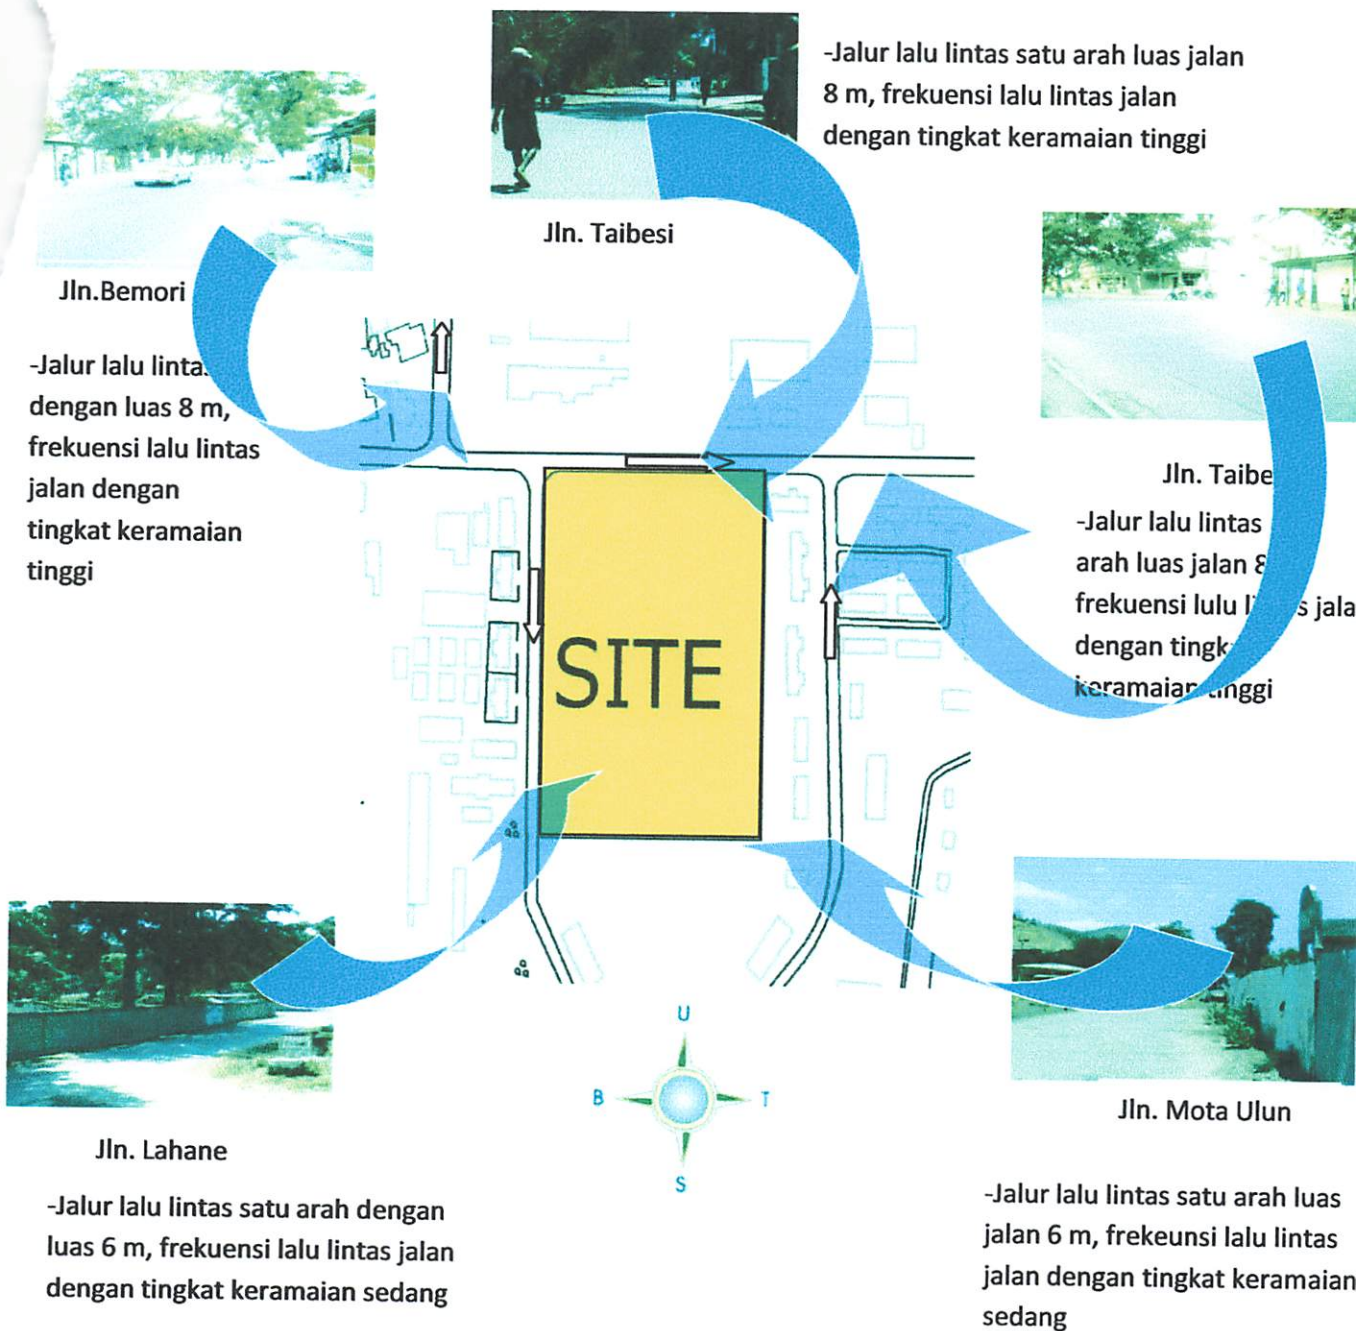 -Jalur lalu lintas satu arah luas jalan
8 m, frekuensi lalu lintas jalan
dengan tingkat keramaian tinggi
Jln. Taibesi
Jln.Bemori
-Jalur lalu
dengan luas 8 m,
frekuensi lalu lintas
jalan dengan
tingkat keramaian
tinggi
Jln.
-Jalur lalu lintas
arah luas jalan
frekuensi lulu
dengan
keramaian tinggi
SITE
U
B
T
S
Jln. Lahane
-Jalur lalu lintas satu arah dengan
luas 6 m, frekuensi lalu lintas jalan
dengan tingkat keramaian sedang
Jln. Mota Ulun
-Jalur lalu lintas satu arah luas
jalan 6 m, frekeunsi lalu lintas
jalan dengan tingkat keramaian
sedang